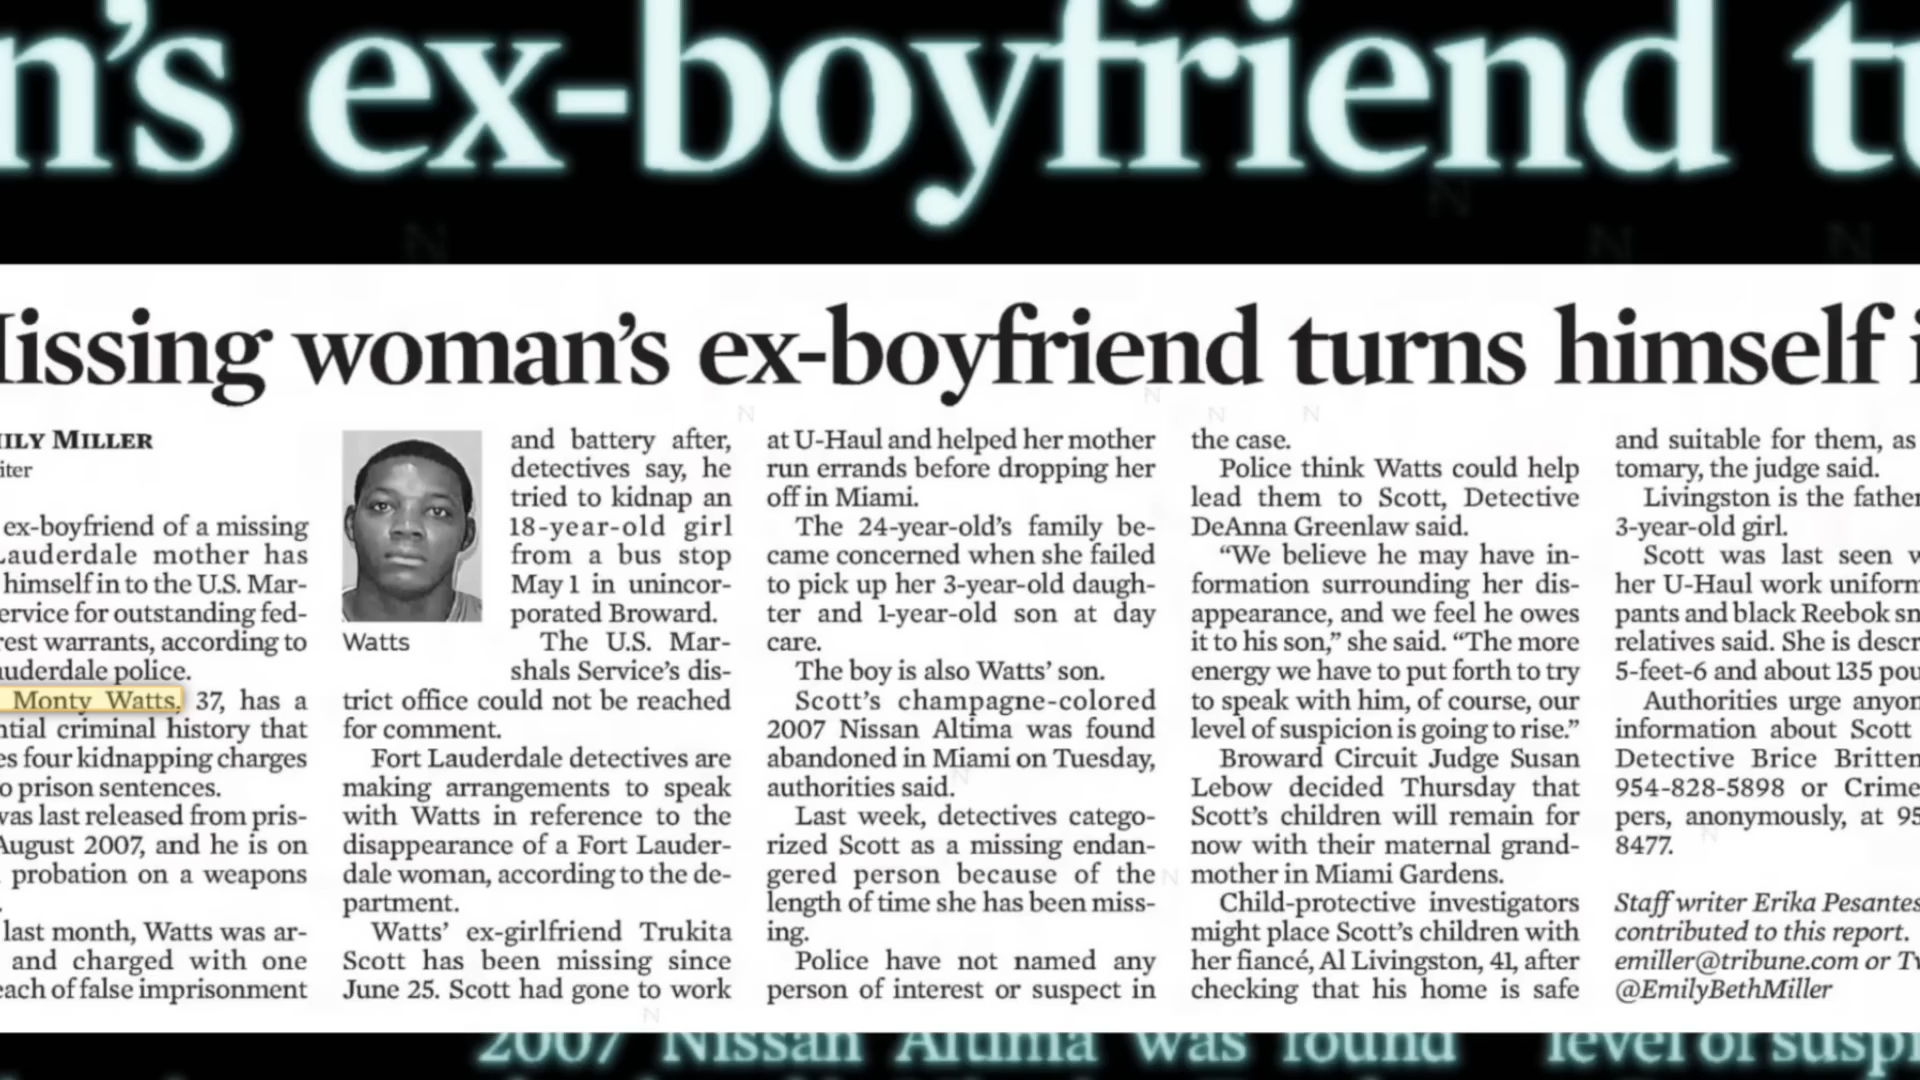 n's ex-boyfriend tu
issing woman's ex-boyfriend turns himself i
ILY MILLER
iter
ex-boyfriend of a missing
auderdale mother has
himself in to the U.S. Mar-
ervice for outstanding fed-
rest warrants, according to
auderdale police.
Monty Watts, 37, has a
ntial criminal history that
es four kidnapping charges
o prison sentences.
was last released from pris-
August 2007, and he is on
probation on a weapons
last month, Watts was ar-
and charged with one
each of false imprisonment
Watts
and battery after,
detectives say, he
tried to kidnap an
18-year-old girl
from a bus stop
May 1 in unincor-
porated Broward.
The U.S. Mar-
shals Service's dis-
trict office could not be reached
for comment.
Fort Lauderdale detectives are
making arrangements to speak
with Watts in reference to the
disappearance of a Fort Lauder-
dale woman, according to the de-
partment.
Watts' ex-girlfriend Trukita
Scott has been missing since
June 25. Scott had gone to work
at U-Haul and helped her mother
run errands before dropping her
off in Miami.
The 24-year-old's family be-
came concerned when she failed
to pick up her 3-year-old daugh-
ter and 1-year-old son at day
care.
The boy is also Watts' son.
Scott's champagne-colored
2007 Nissan Altima was found
abandoned in Miami on Tuesday,
authorities said.
Last week, detectives catego-
rized Scott as a missing endan-
gered person because of the
length of time she has been miss-
ing.
Police have not named any
person of interest or suspect in
the case.
Police think Watts could help
lead them to Scott, Detective
DeAnna Greenlaw said.
“We believe he may have in-
formation surrounding her dis-
appearance, and we feel he owes
it to his son,” she said. “The more
energy we have to put forth to try
to speak with him, of course, our
level of suspicion is going to rise.”
Broward Circuit Judge Susan
Lebow decided Thursday that
Scott's children will remain for
now with their maternal grand-
mother in Miami Gardens.
Child-protective investigators
might place Scott's children with
her fiancé, Al Livingston, 41, after
checking that his home is safe
and suitable for them, as
tomary, the judge said.
Livingston is the father
3-year-old girl.
Scott was last seen w
her U-Haul work uniform
pants and black Reebok sn
relatives said. She is descr
5-feet-6 and about 135 pou
Authorities urge anyon
information about Scott
Detective Brice Britten
954-828-5898 or Crime
pers, anonymously, at 95
8477.
Staff writer Erika Pesantes
contributed to this report.
emiller@tribune.com or Tw
@EmilyBethMiller
2007 Nissan Altima was found level of susp